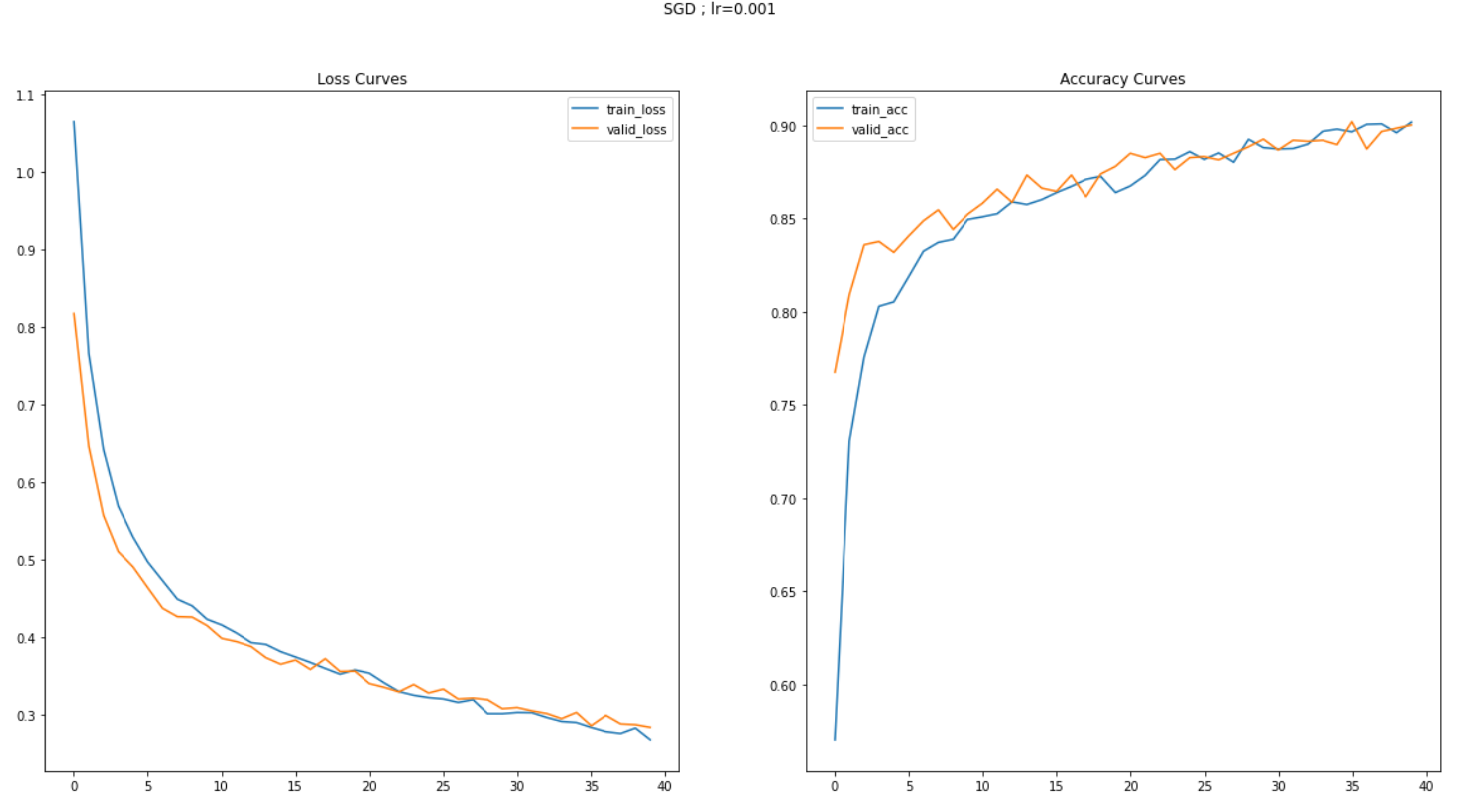 SGD ; lr=0.001
Loss Curves
train_loss
valid_loss
1.1
1.0
0.9
0.8
0.7
0.6
0.5
0.4
0.3
0 5 10 15 20 25 30 35 40
Accuracy Curves
train_acc
valid_acc
0.90
0.85
0.80
0.75
0.70
0.65
0.60
0 5 10 15 20 25 30 35 40